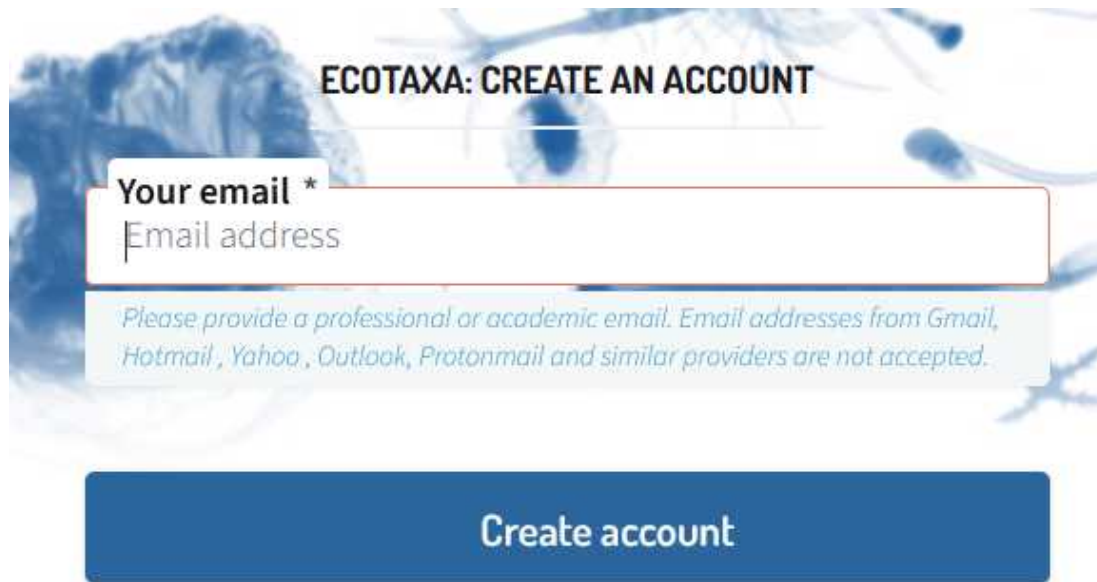 ECOTAXA: CREATE AN ACCOUNT
Your email *
Email address
Please provide a professional or academic email. Email addresses from Gmail,
Hotmail , Yahoo , Outlook, Protonmail and similar providers are not accepted.
Create account